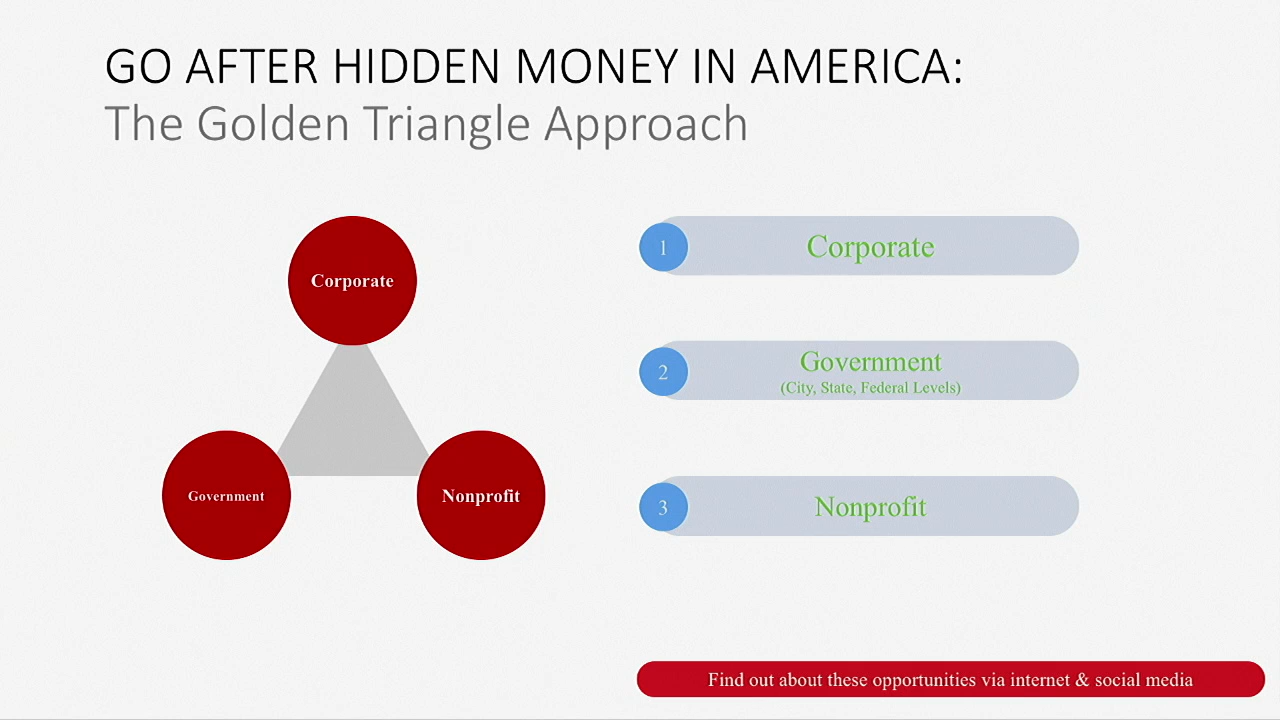 GO AFTER HIDDEN MONEY IN AMERICA:
The Golden Triangle Approach
Corporate
Government
Nonprofit
1
Corporate
2
Government
(City, State, Federal Levels)
3
Nonprofit
Find out about these opportunities via internet & social media